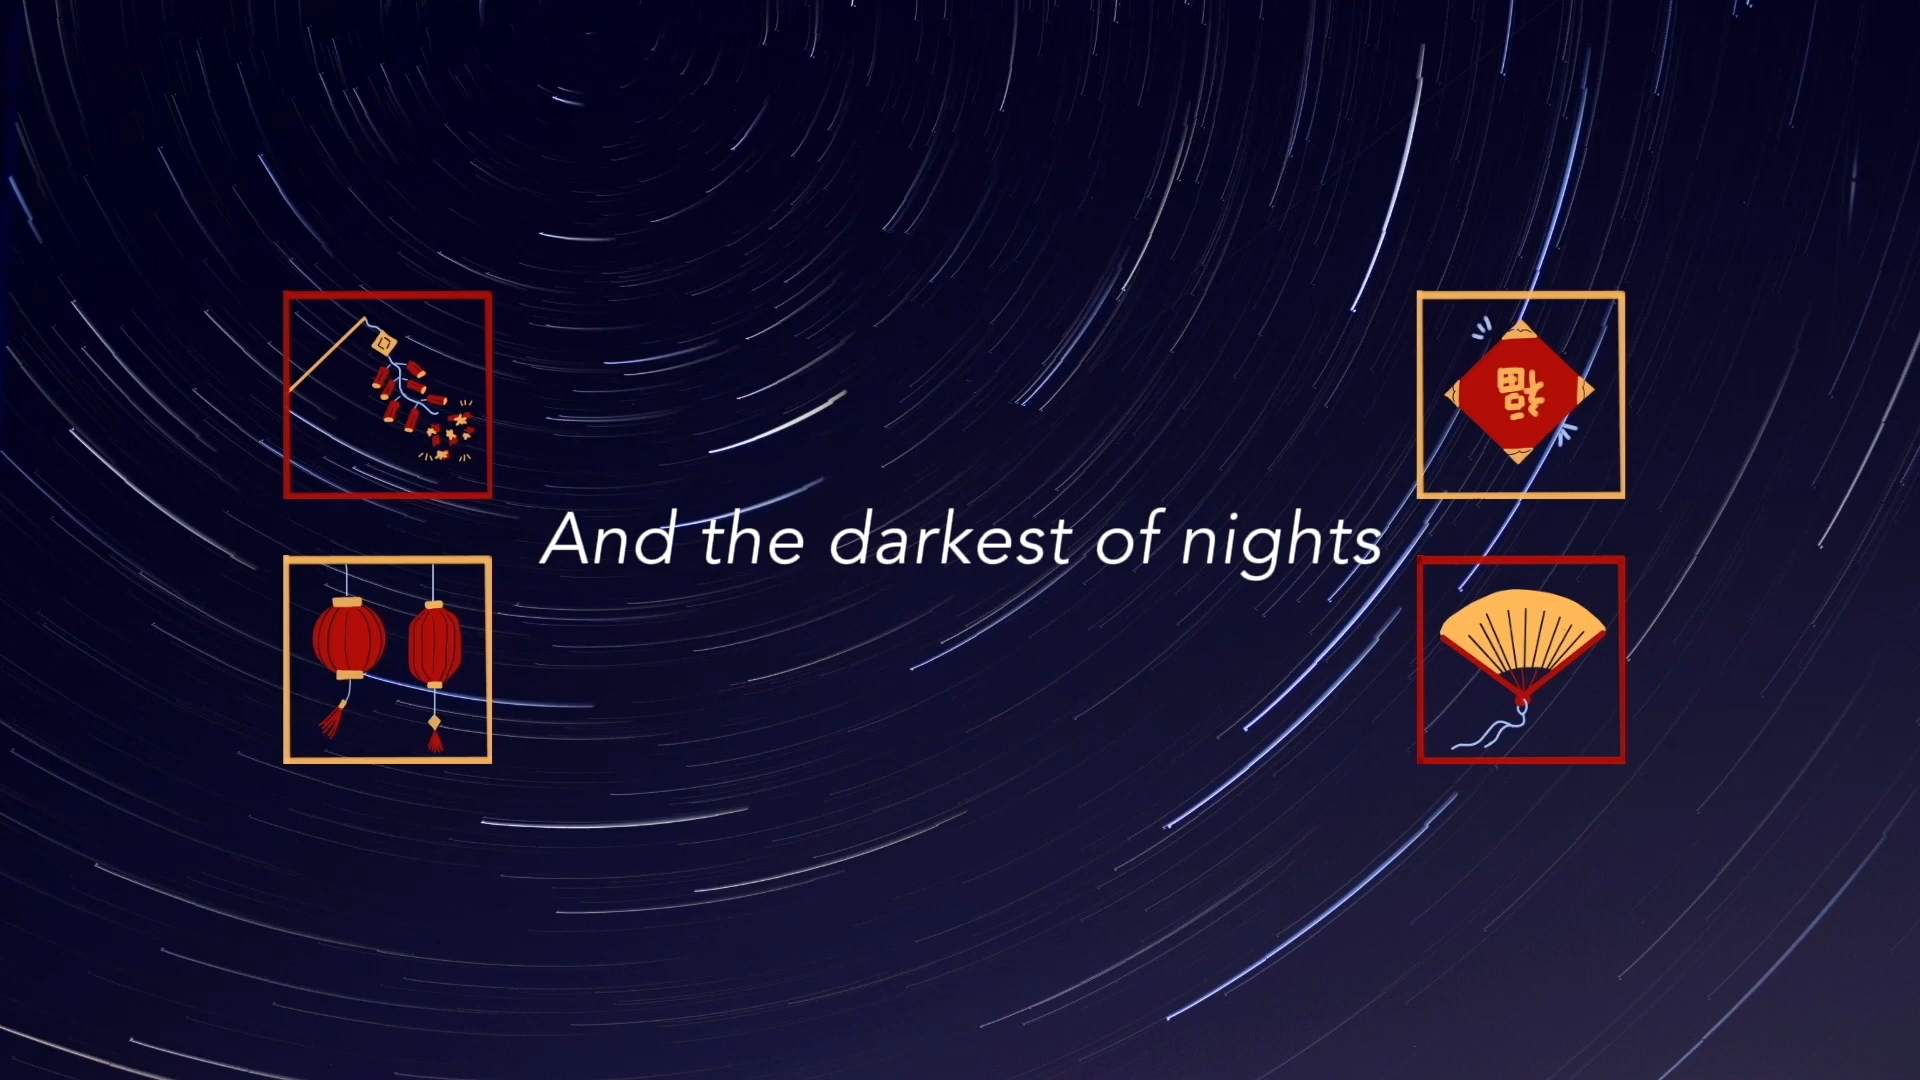 And the darkest of nights
福